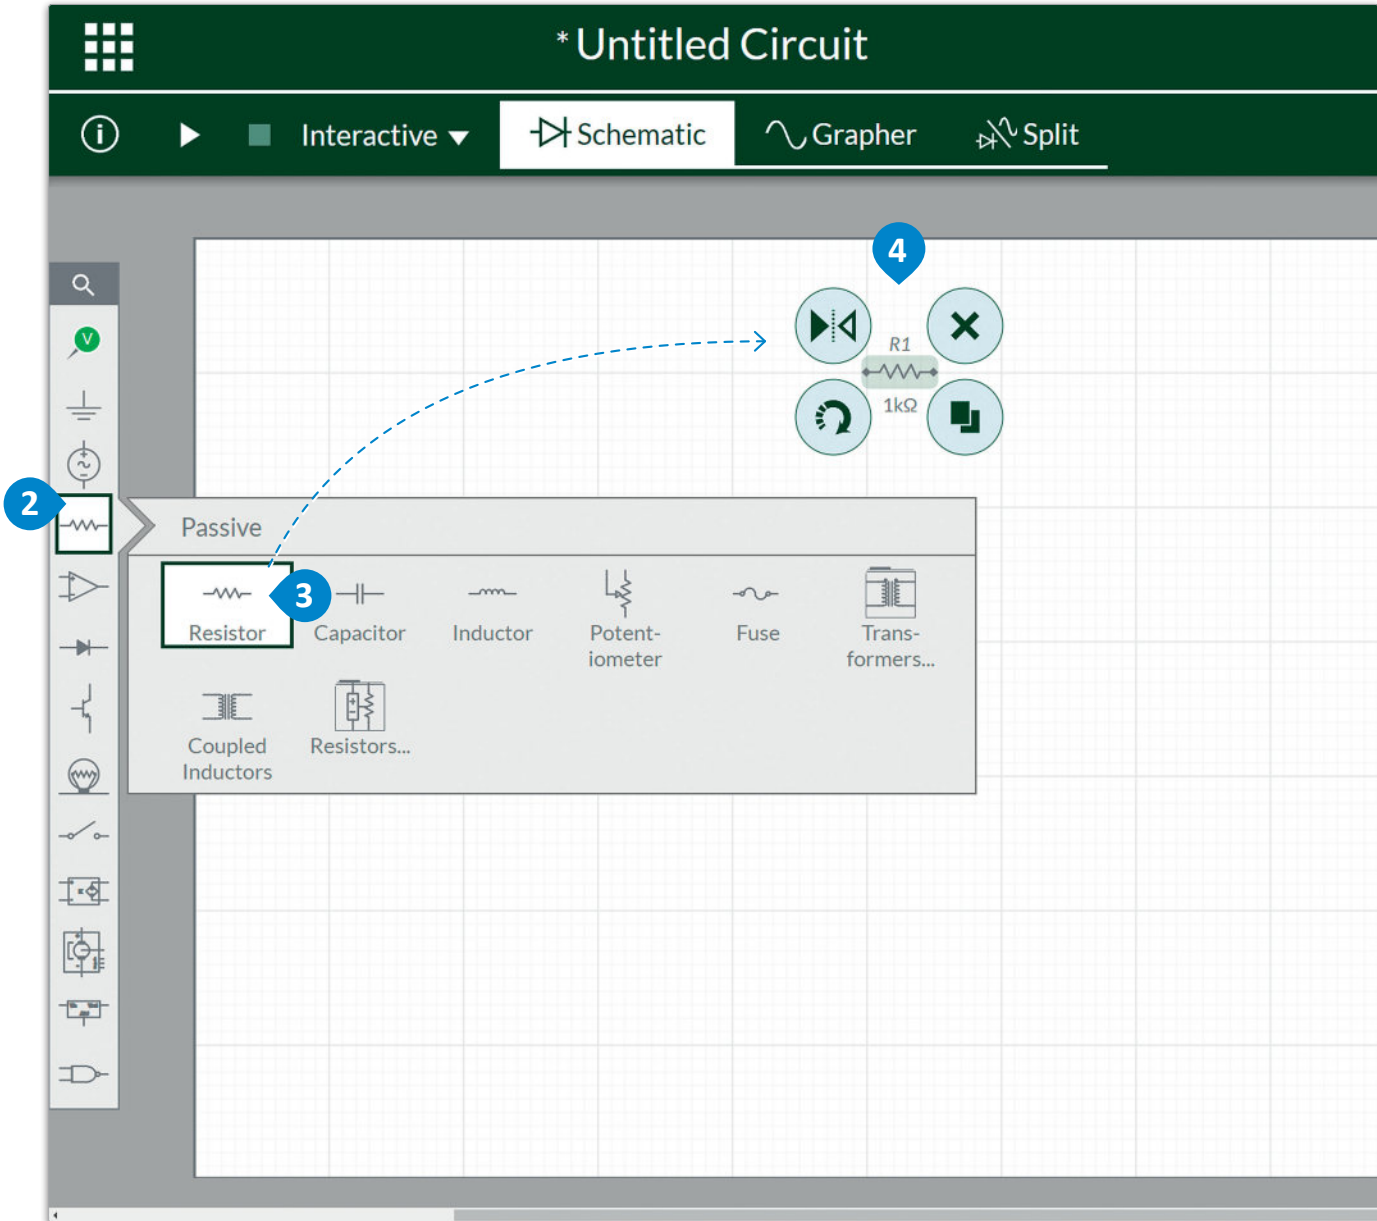 * Untitled Circuit
i
Interactive
Schematic
Grapher
Split
4
V
R1
1kΩ
2
Passive
3
Resistor
Capacitor
Inductor
Potent-
iometer
Fuse
Trans-
formers...
Coupled
Inductors
Resistors...
K